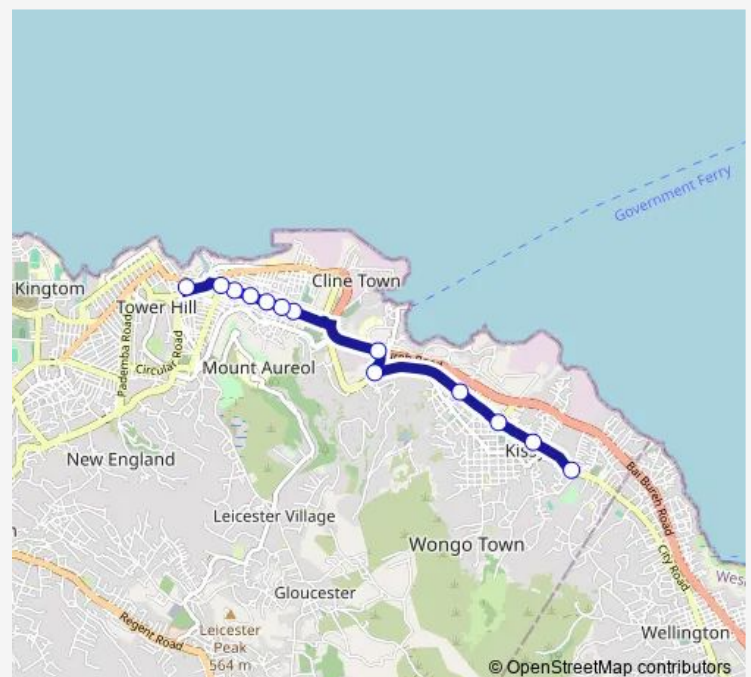 Government Ferry
Kingtom
Cline Town
Tower Hill
Pademba Road
Circular Road
Mount Aureol
New England
Leicester Village
Bai Bureh Road
Wongo Town
City Road
Gloucester
Regent Road
Leicester
Peak
564 m
Wellington
© OpenStreetMap contributors